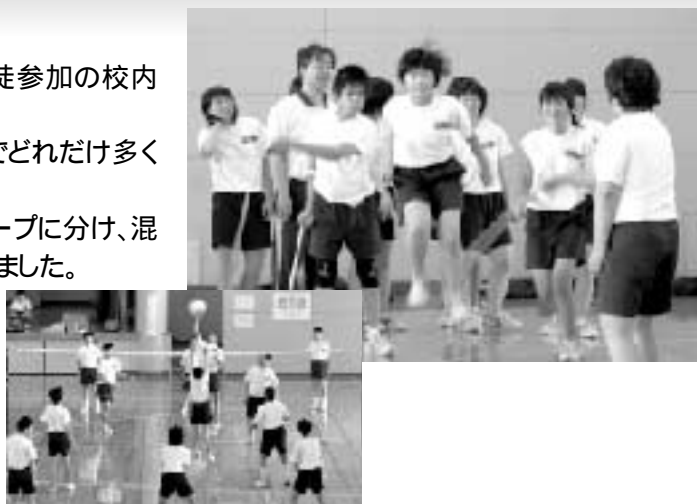 徒参加の校内
でどれだけ多く
ープに分け、混
ました。